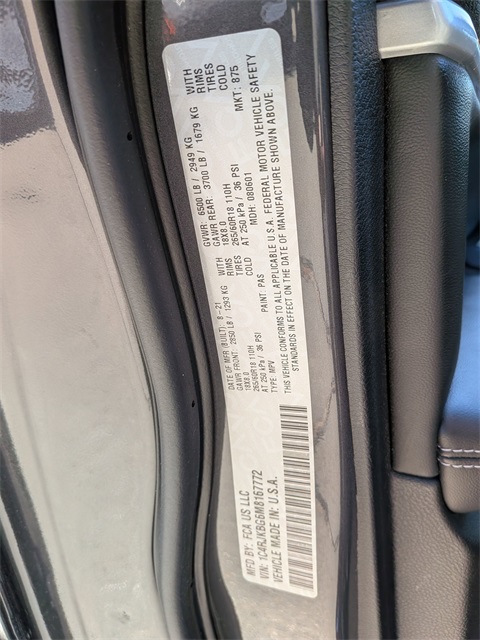 MFD BY: FCA US LLC
DATE OF MFR (BUILT): 8-21 GVWR: 6500 LB / 2949 KG
GAWR FRONT: 2850 LB / 1293 KG WITH GAWR REAR: 3700 LB / 1679 KG WITH
18X8.0 RIMS 18X8.0 RIMS
265/60R18 110H TIRES 265/60R18 110H TIRES
AT 250 kPa / 36 PSI COLD AT 250 kPa / 36 PSI COLD
VIN: 1C4RJKBG6M8167772
TYPE: MPV PAINT: PAS MDH: 080601 MKT: 875
VEHICLE MADE IN: U.S.A.
THIS VEHICLE CONFORMS TO ALL APPLICABLE U.S.A. FEDERAL MOTOR VEHICLE SAFETY
STANDARDS IN EFFECT ON THE DATE OF MANUFACTURE SHOWN ABOVE.